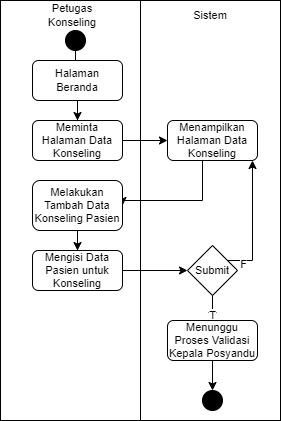 Petugas
Konseling
Sistem
Halaman
Beranda
Meminta
Halaman Data
Konseling
Menampilkan
Halaman Data
Konseling
Melakukan
Tambah Data
Konseling Pasien
Mengisi Data
Pasien untuk
Konseling
Submit
F
T
Menunggu
Proses Validasi
Kepala Posyandu